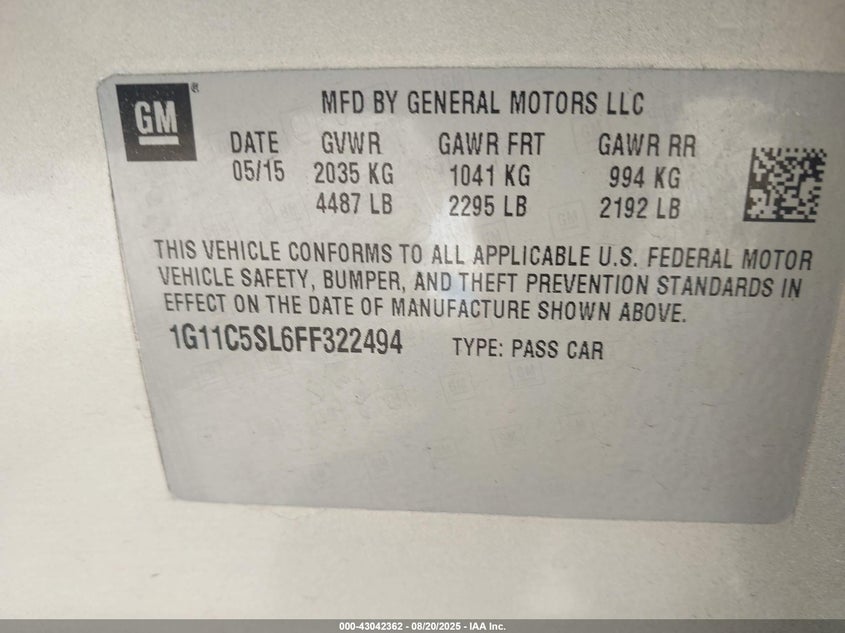 GM
®
MFD BY GENERAL MOTORS LLC
DATE GVWR GAWR FRT GAWR RR
05/15 2035 KG 1041 KG 994 KG
4487 LB 2295 LB 2192 LB
THIS VEHICLE CONFORMS TO ALL APPLICABLE U.S. FEDERAL MOTOR
VEHICLE SAFETY, BUMPER, AND THEFT PREVENTION STANDARDS IN
EFFECT ON THE DATE OF MANUFACTURE SHOWN ABOVE.
1G11C5SL6FF322494 TYPE: PASS CAR
000-43042362 - 08/20/2025 - IAA Inc.